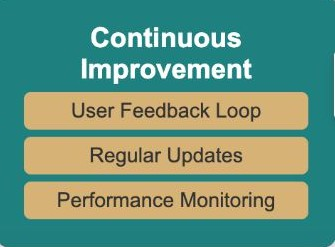 Continuous
Improvement
User Feedback Loop
Regular Updates
Performance Monitoring